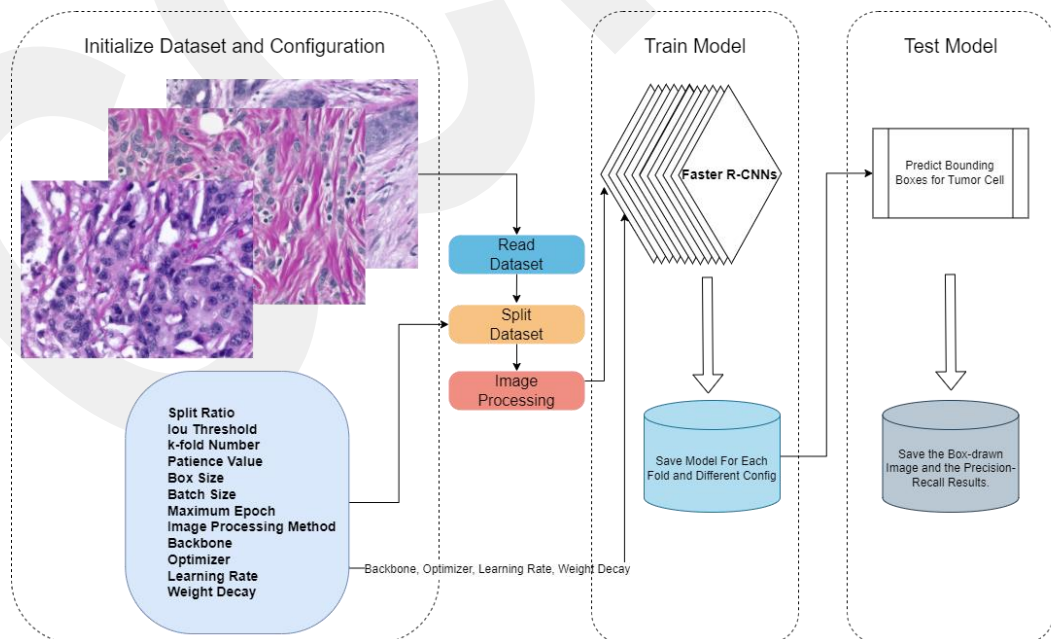 Initialize Dataset and Configuration
Read
Dataset
Split
Dataset
Image
Processing
Split Ratio
Iou Threshold
k-fold Number
Patience Value
Box Size
Batch Size
Maximum Epoch
Image Processing Method
Backbone
Optimizer
Learning Rate
Weight Decay
Backbone, Optimizer, Learning Rate, Weight Decay
Train Model
Faster R-CNNs
Save Model For Each
Fold and Different Config
Test Model
Predict Bounding
Boxes for Tumor Cell
Save the Box-drawn
Image and the Precision-
Recall Results.